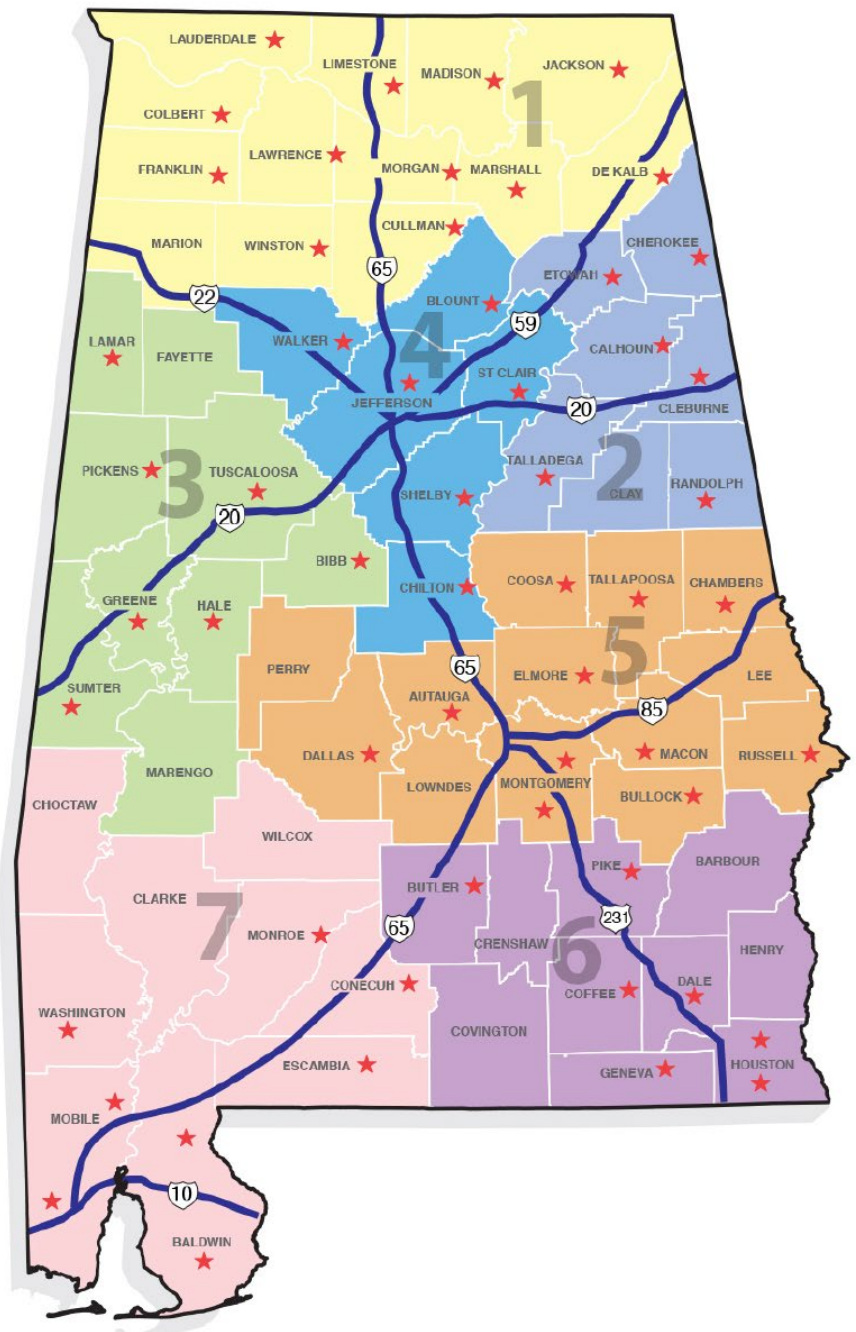 LAUDERDALE
LIMESTONE
MADISON
JACKSON
1
COLBERT
LAWRENCE
FRANKLIN
MORGAN
MARSHALL
DE KALB
CULLMAN
MARION
WINSTON
CHEROKEE
65
ETOWAH
22
BLOUNT
59
WALKER
4
LAMAR
FAYETTE
CALHOUN
ST CLAIR
JEFFERSON
20
CLEBURNE
PICKENS
3
TUSCALOOSA
TALLADEGA
2
RANDOLPH
CLAY
SHELBY
20
BIBB
CHILTON
COOSA
TALLAPOOSA
CHAMBERS
GREENE
HALE
5
PERRY
65
ELMORE
LEE
SUMTER
AUTAUGA
85
DALLAS
MACON
RUSSELL
MARENGO
LOWNDES
MONTGOMERY
BULLOCK
CHOCTAW
WILCOX
PIKE
BARBOUR
BUTLER
CLARKE
7
231
65
MONROE
CRENSHAW
6
HENRY
CONECUH
COFFEE
DALE
WASHINGTON
COVINGTON
ESCAMBIA
GENEVA
HOUSTON
MOBILE
10
BALDWIN